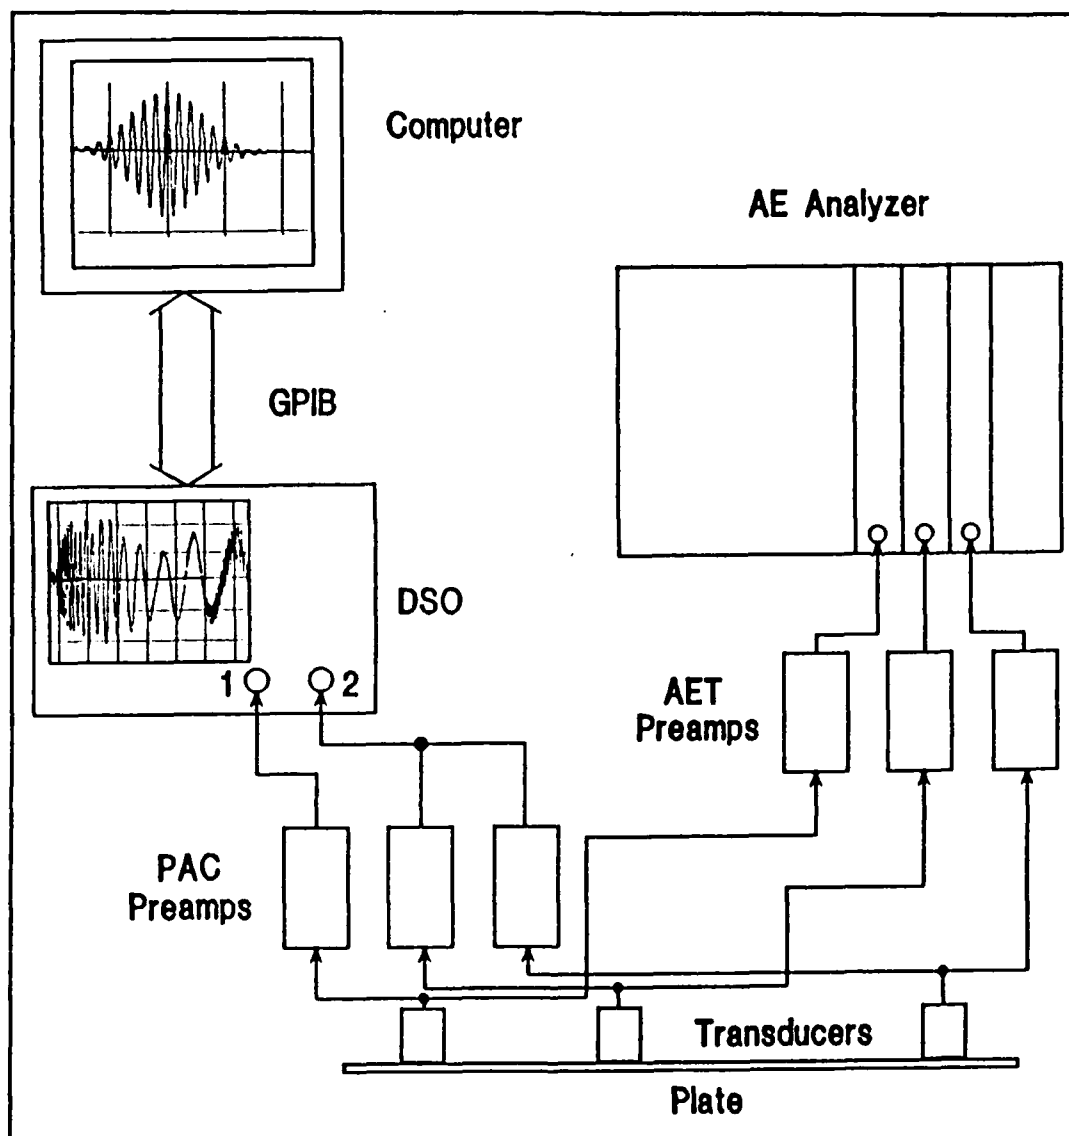 Computer
AE Analyzer
GPIB
DSO
1
2
AET
Preamps
PAC
Preamps
Transducers
Plate